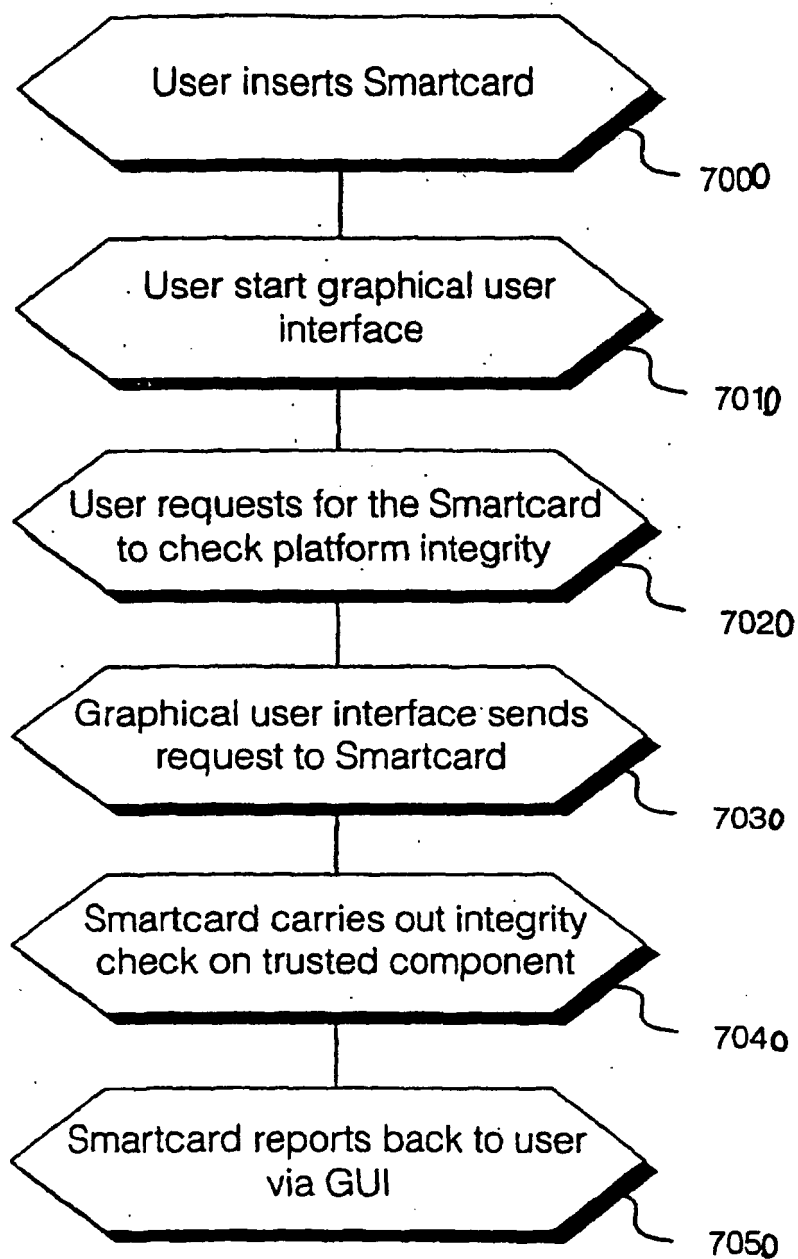 User inserts Smartcard
7000
User start graphical user
interface
7010
User requests for the Smartcard
to check platform integrity
7020
Graphical user interface sends
request to Smartcard
7030
Smartcard carries out integrity
check on trusted component
7040
Smartcard reports back to user
via GUI
7050